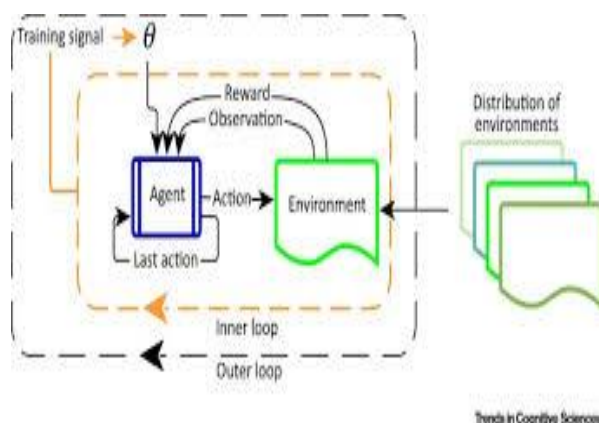 Training signal θ
Reward
Observation
Distribution of
environments
Agent
Action
Environment
Last action
Inner loop
Outer loop
Trends in Cognitive Sciences